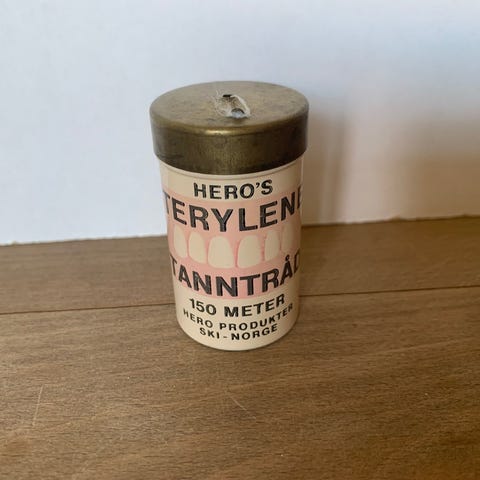 HERO'S
TERYLENE
TANNTRÅD
150 METER
HERO PRODUKTER
SKI-NORGE